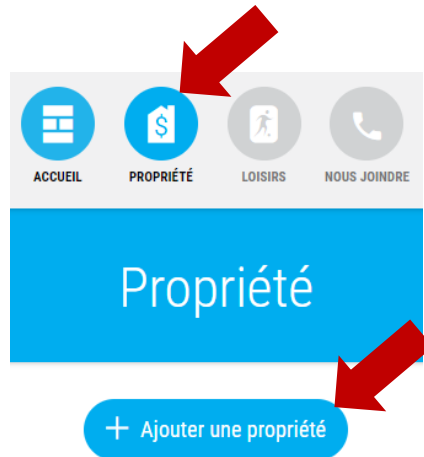 $
ACCUEIL PROPRIÉTÉ LOISIRS NOUS JOINDRE
Propriété
+ Ajouter une propriété